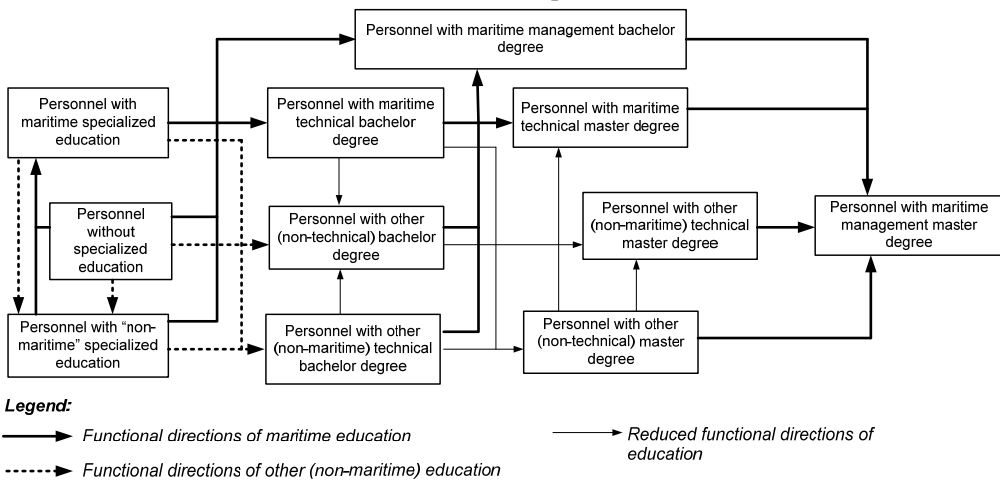 Personnel with maritime management bachelor
degree
Personnel with
maritime specialized
education
Personnel with maritime
technical bachelor
degree
Personnel with maritime
technical master degree
Personnel
without
specialized
education
Personnel with other
(non-technical) bachelor
degree
Personnel with other
(non-maritime) technical
master degree
Personnel with maritime
management master
degree
Personnel with “non-
maritime” specialized
education
Personnel with other
(non-maritime) technical
bachelor degree
Personnel with other
(non-technical) master
degree
Legend:
Functional directions of maritime education
Reduced functional directions of
education
Functional directions of other (non-maritime) education